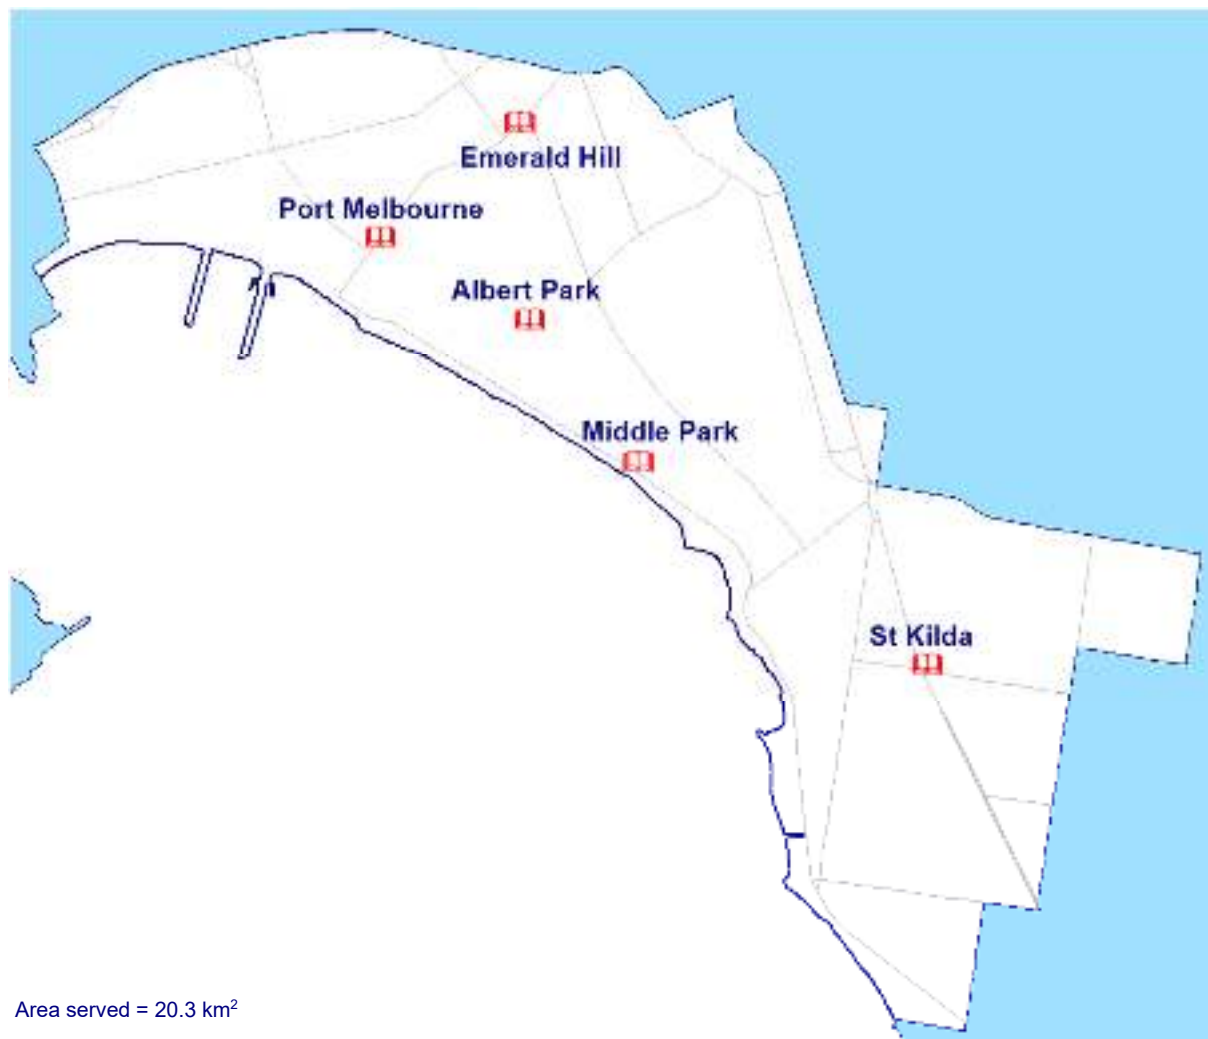 Emerald Hill
Port Melbourne
Albert Park
Middle Park
St Kilda
Area served = 20.3 km²